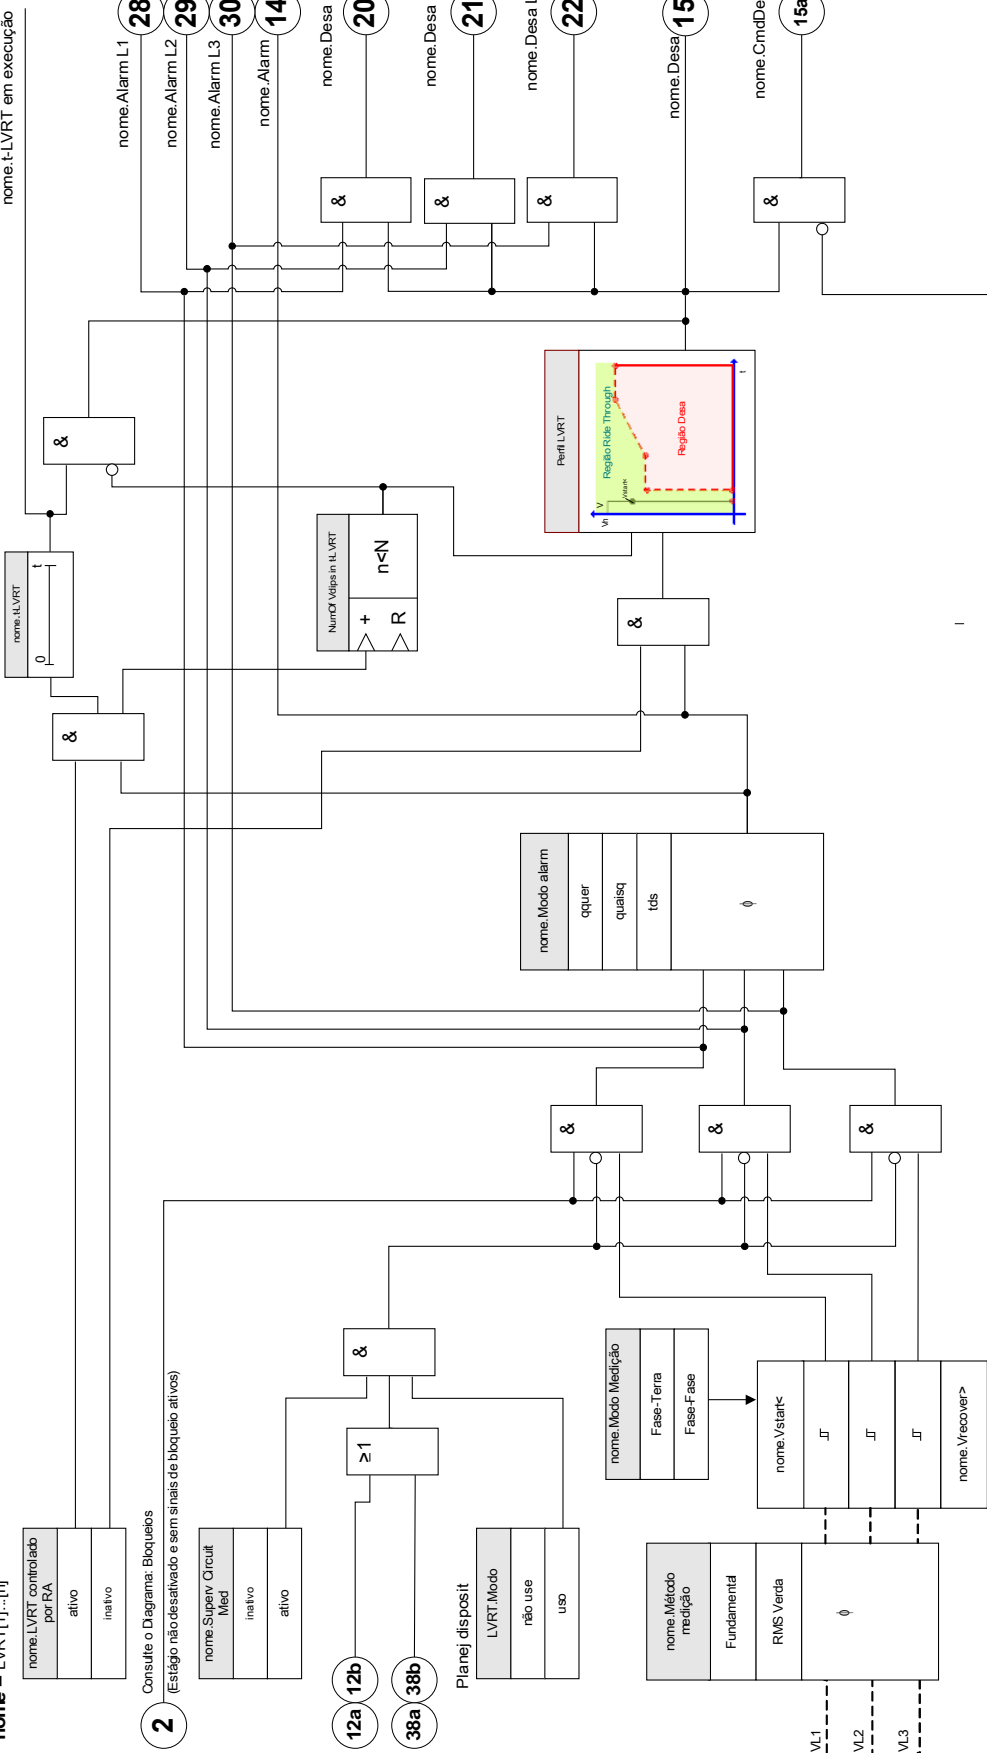 nome = LVRT[1]...[n]
nome.LVRT controlado
por RA
ativo
inativo
2
Consulte o Diagrama: Bloqueios
(Estágio não desativado e sem sinais de bloqueio ativos)
nome.Superv Circuit
Med
inativo
ativo
12a
12b
38a
38b
≥1
&
Planej disposit
LVRT.Modo
não use
uso
nome.Método
medição
Fundamental
RMS Verda
ϕ
VL1
VL2
VL3
nome.Modo Medição
Fase-Terra
Fase-Fase
nome.Vstart<
nome.Vrecover>
&
&
&
nome.Modo alarm
qquer
quaisq
tds
ϕ
&
nome.t-LVRT
0
t
NumOf Vdips in t-LVRT
+
R
n<N
&
&
Perfil LVRT
Região Ride Through
Região Desa
Vn
V
Vstart<
t
&
&
&
&
nome.t-LVRT em execução
nome.Alarm L1
28
nome.Alarm L2
29
nome.Alarm L3
30
nome.Alarm
14
nome.Desa
20
nome.Desa
21
nome.Desa L
22
nome.Desa
15
nome.CmdDe
15a